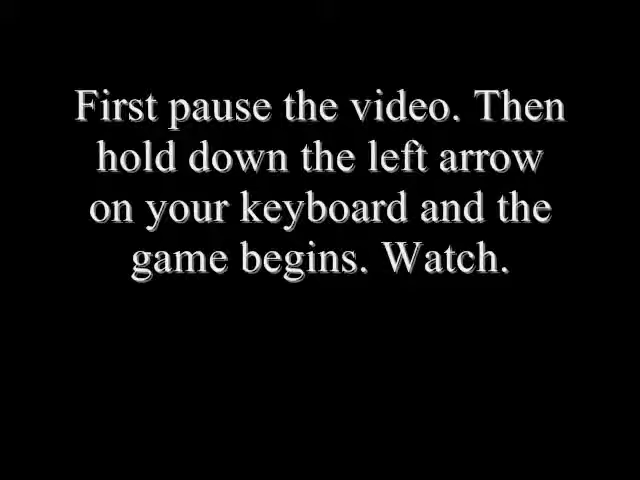 First pause the video. Then
hold down the left arrow
on your keyboard and the
game begins. Watch.